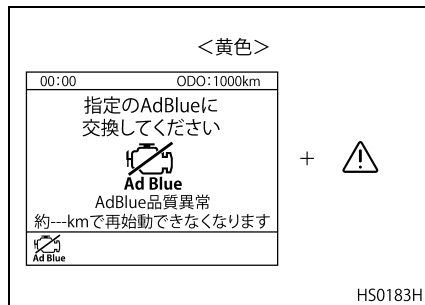 ＜黄色＞
00:00 ODO:1000km
指定のAdBlueに
交換してください
Ad Blue
AdBlue品質異常
約---kmで再始動できなくなります
Ad Blue
+
HS0183H